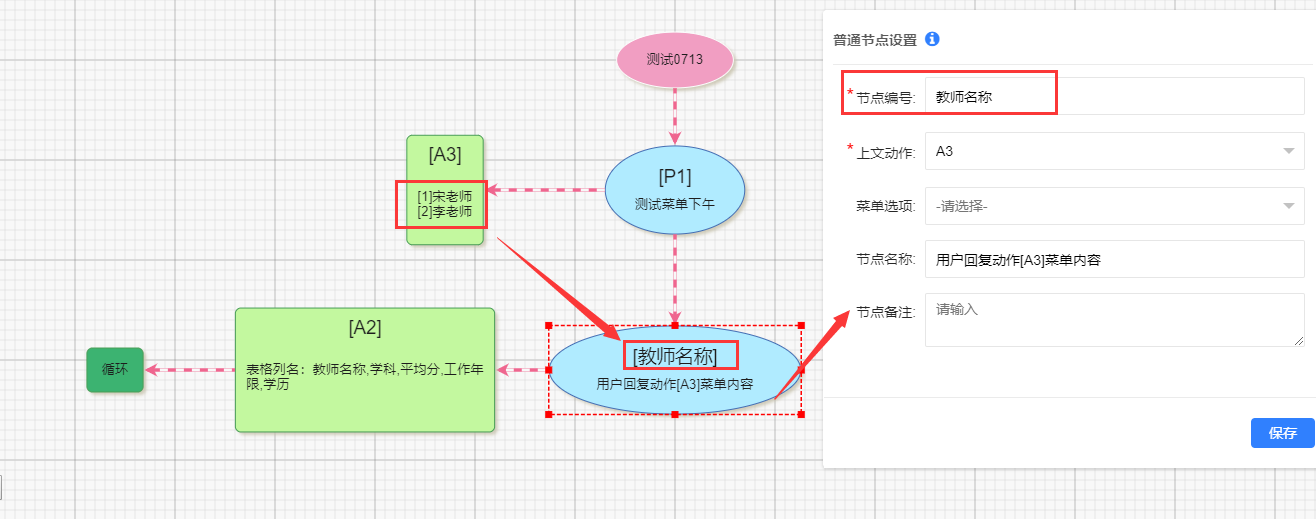 测试0713
[A3]
[1]宋老师
[2]李老师
[P1]
测试菜单下午
[A2]
表格列名：教师名称,学科,平均分,工作年
限,学历
循环
[教师名称]
用户回复动作[A3]菜单内容
普通节点设置
*节点编号:
教师名称
*上文动作:
A3
菜单选项:
-请选择-
节点名称:
用户回复动作[A3]菜单内容
节点备注:
请输入
保存